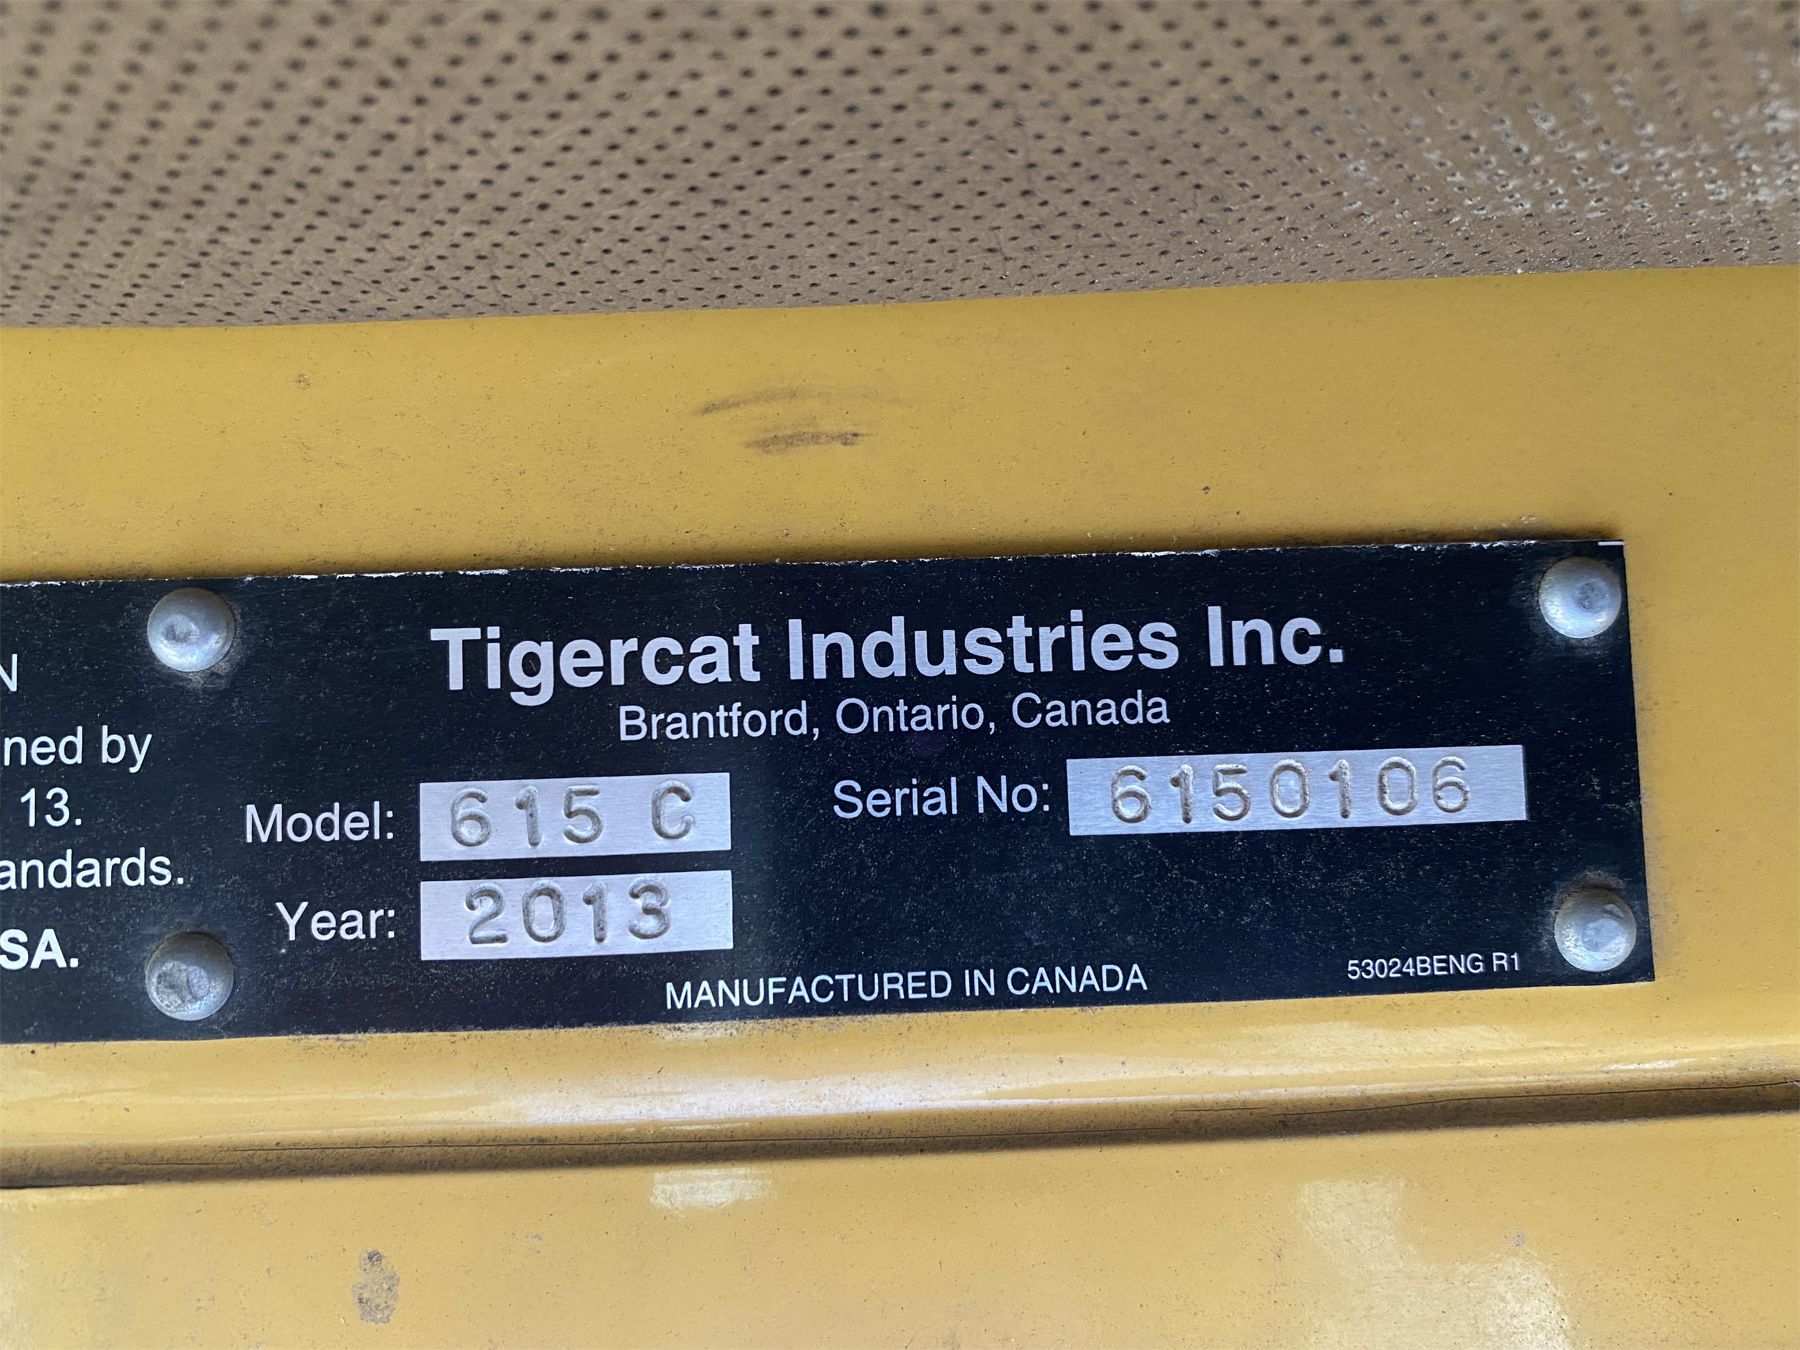 N
ned by
13.
andards.
SA.
Tigercat Industries Inc.
Brantford, Ontario, Canada
Model: 615 C
Serial No: 6150106
Year: 2013
MANUFACTURED IN CANADA
53024BENG R1